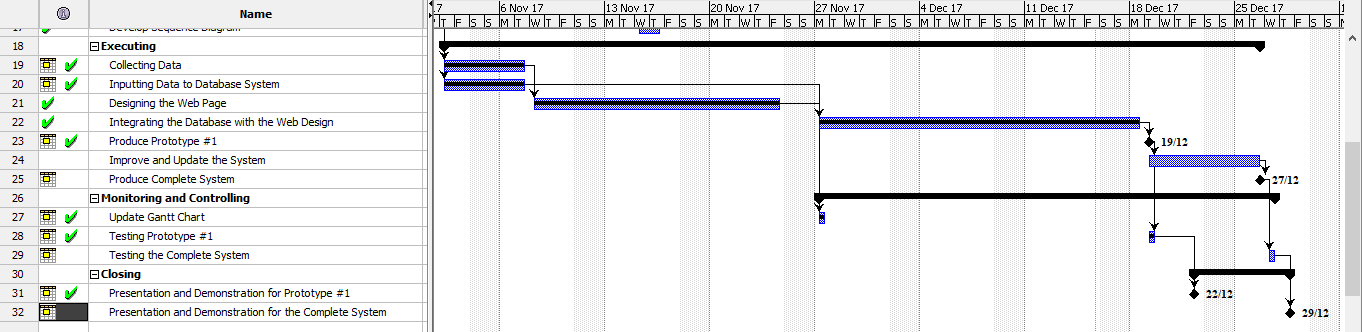 Name
7 6 Nov 17 13 Nov 17 20 Nov 17 27 Nov 17 4 Dec 17 11 Dec 17 18 Dec 17 25 Dec 17
T F S S M T W T F S S M T W T F S S M T W T F S S M T W T F S S M T W T F S S M T W T F S S M T W T F S S M T W T F S S
17 Develop Sequence Diagram
18 Executing
19 Collecting Data
20 Inputting Data to Database System
21 Designing the Web Page
22 Integrating the Database with the Web Design
23 Produce Prototype #1 19/12
24 Improve and Update the System
25 Produce Complete System 27/12
26 Monitoring and Controlling
27 Update Gantt Chart
28 Testing Prototype #1
29 Testing the Complete System
30 Closing
31 Presentation and Demonstration for Prototype #1 22/12
32 Presentation and Demonstration for the Complete System 29/12